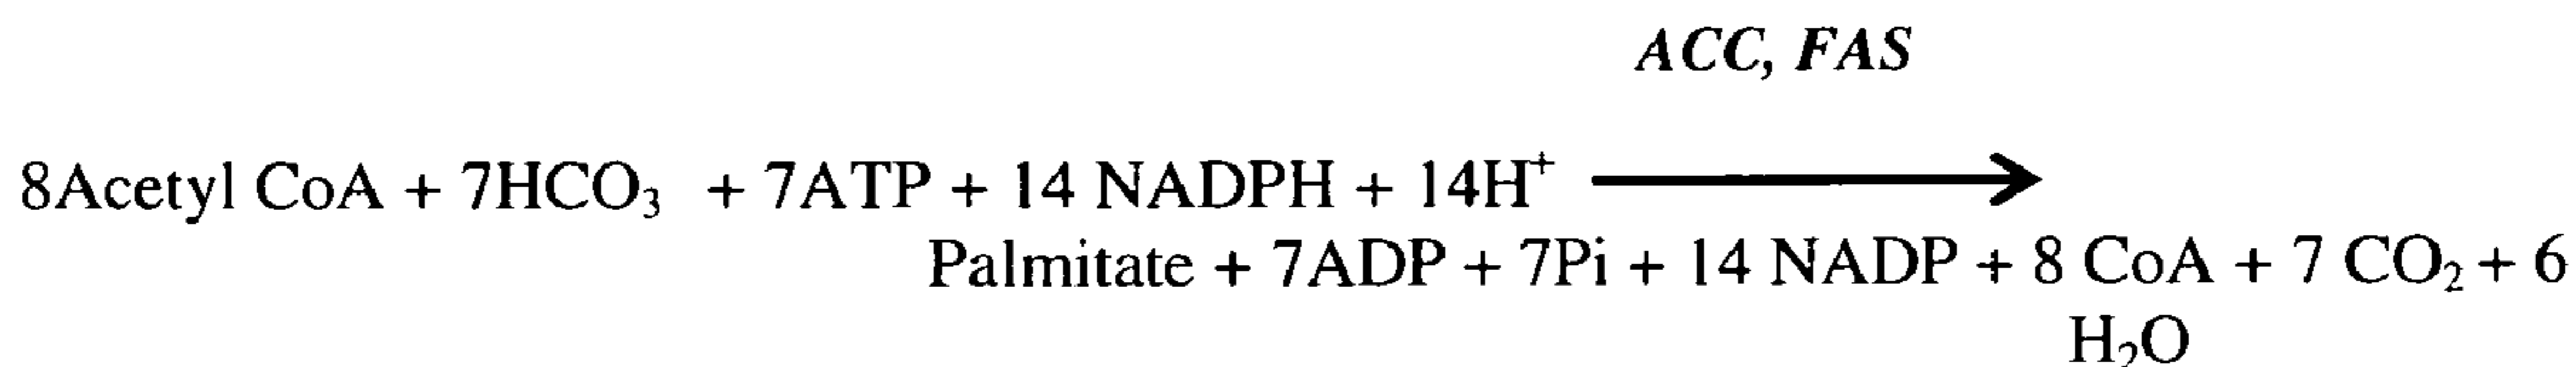 ACC, FAS
8Acetyl CoA + 7HCO₃ + 7ATP + 14 NADPH + 14H⁺ ⟶
Palmitate + 7ADP + 7Pi + 14 NADP + 8 CoA + 7 CO₂ + 6
H₂O